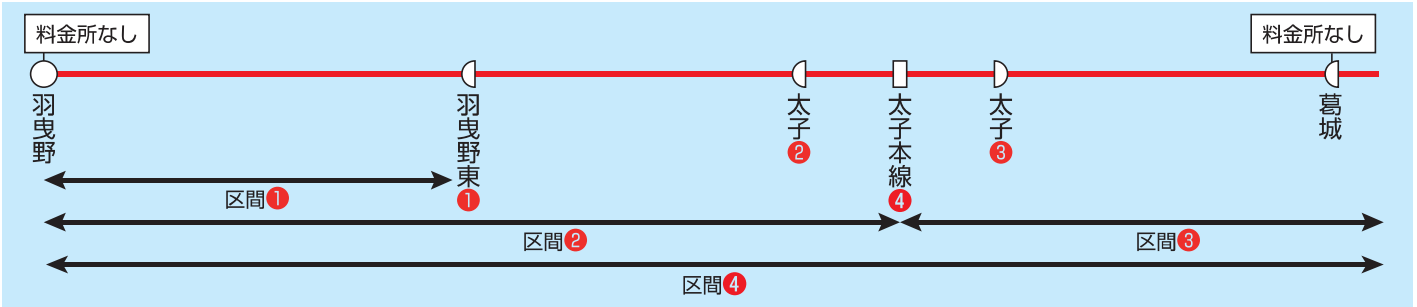 料金所なし
料金所なし
羽曳野
羽曳野東
❶
太子
❷
太子本線
❹
太子
❸
葛城
区間❶
区間❷
区間❸
区間❹